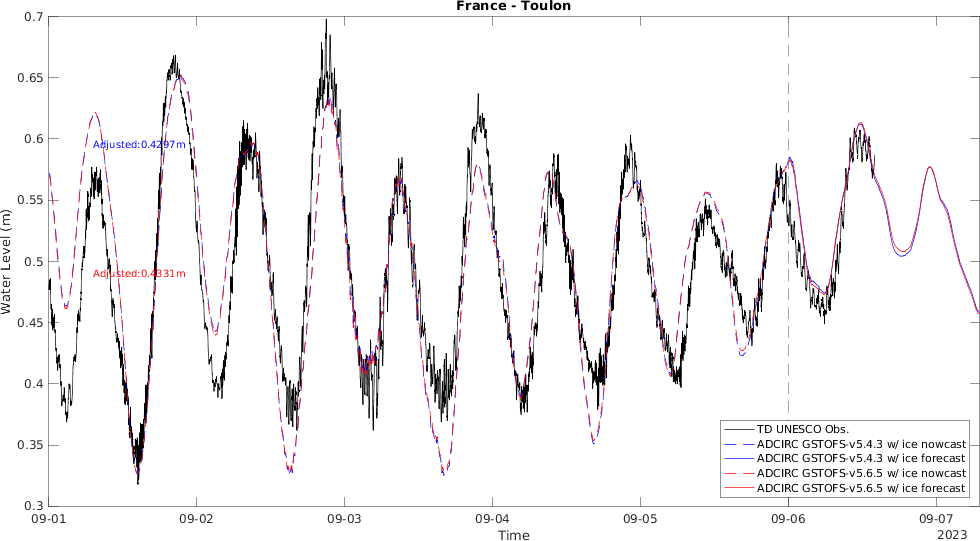 France - Toulon
0.7
0.65
0.6
0.55
0.5
0.45
0.4
0.35
0.3
Water Level (m)
Adjusted:0.4297m
Adjusted:0.4331m
TD UNESCO Obs.
ADCIRC GSTOFS-v5.4.3 w/ ice nowcast
ADCIRC GSTOFS-v5.4.3 w/ ice forecast
ADCIRC GSTOFS-v5.6.5 w/ ice nowcast
ADCIRC GSTOFS-v5.6.5 w/ ice forecast
09-01 09-02 09-03 09-04 09-05 09-06 09-07
Time
2023